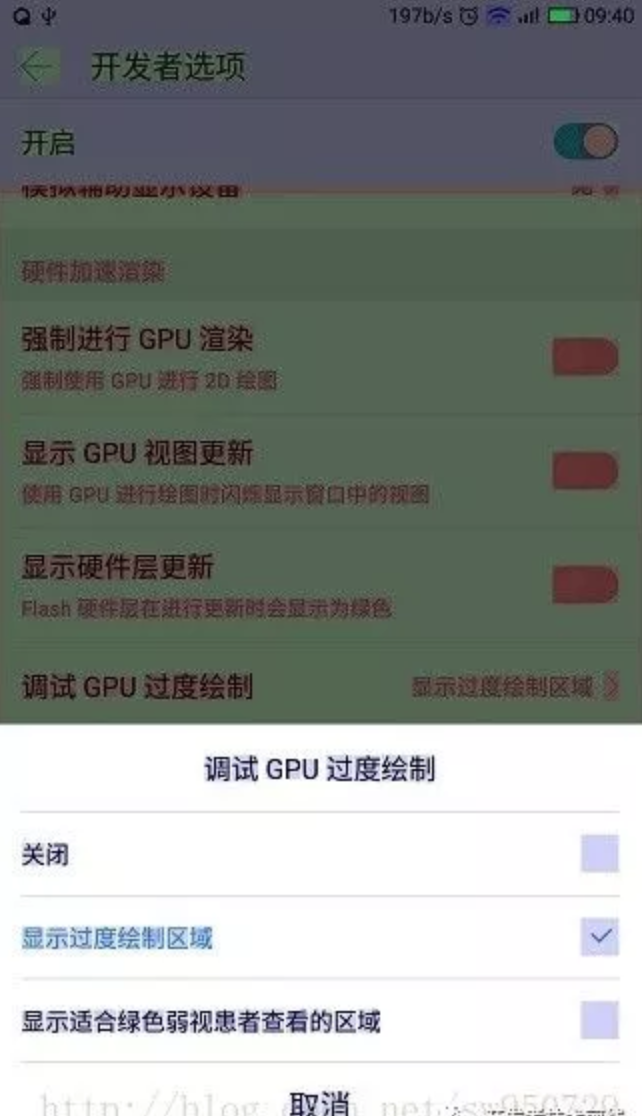 197b/s 09:40
开发者选项
开启
模拟辅助显示设备
硬件加速渲染
强制进行 GPU 渲染
强制使用 GPU 进行 2D 绘图
显示 GPU 视图更新
使用 GPU 进行绘图时闪烁显示窗口中的视图
显示硬件层更新
Flash 硬件层在进行更新时会显示为绿色
调试 GPU 过度绘制 显示过度绘制区域
调试 GPU 过度绘制
关闭
显示过度绘制区域
显示适合绿色弱视患者查看的区域
取消